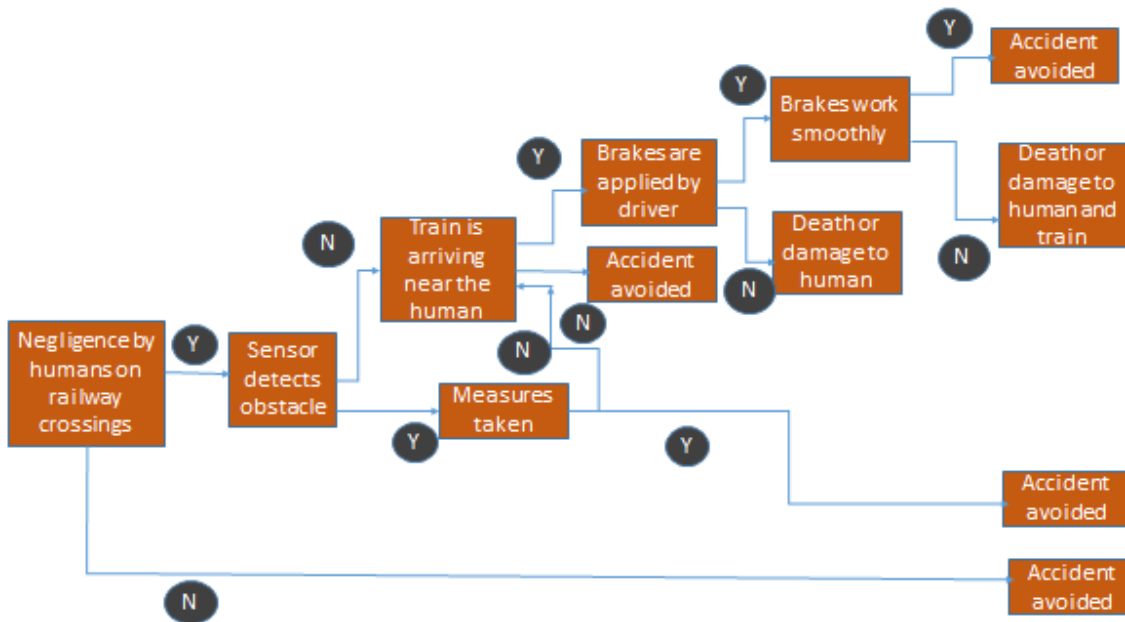 Y
Accident
avoided
Y
Brakes work
smoothly
Y
Brakes are
applied by
driver
Death or
damage to
human and
train
N
N
Train is
arriving
near the
human
Death or
damage to
human
N
Accident
avoided
N
N
Negligence by
humans on
railway
crossings
Y
Sensor
detects
obstacle
Measures
taken
Y
Y
Accident
avoided
Accident
avoided
N